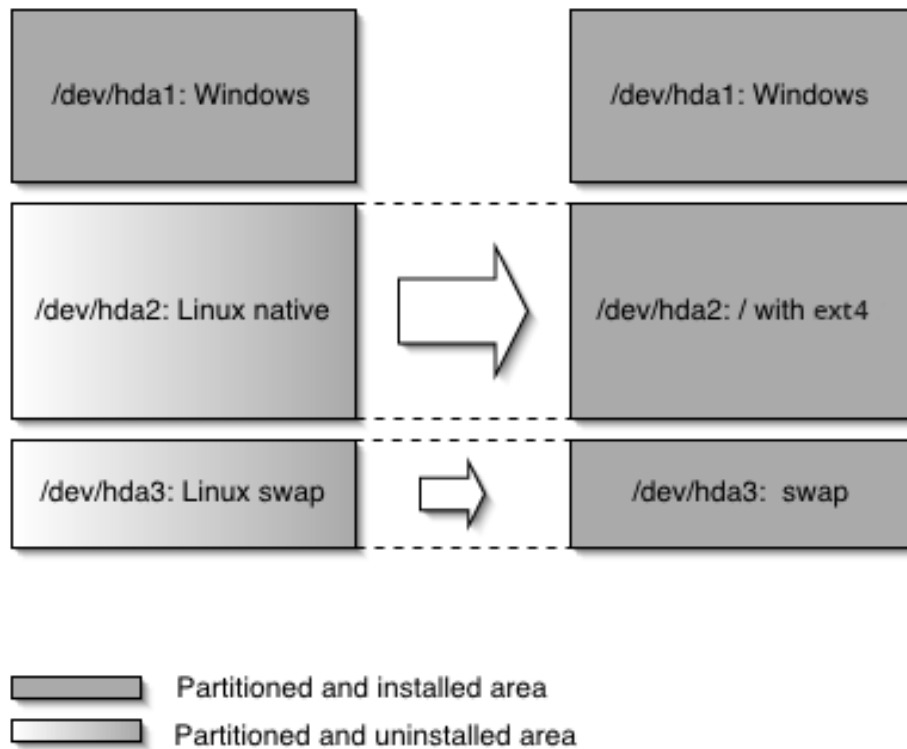 /dev/hda1: Windows
/dev/hda1: Windows
/dev/hda2: Linux native
/dev/hda2: / with ext4
/dev/hda3: Linux swap
/dev/hda3: swap
Partitioned and installed area
Partitioned and uninstalled area